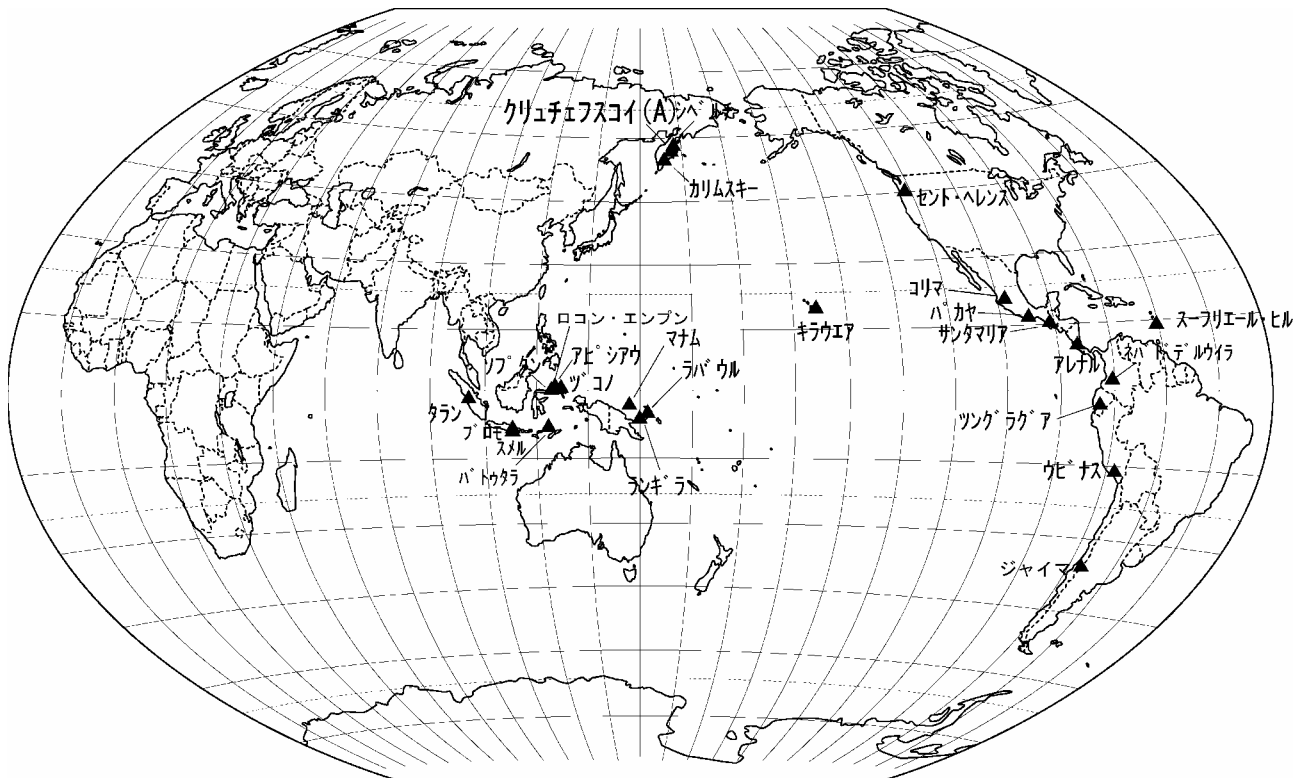 クリュチェフスコイ (A)シベルチ
カリムスキー
セント・ヘレンス
コリマ
パカヤー
サンタマリア
スーフリエール・ヒル
キラウエア
アレナル
ネバドデルウイラ
ロコン・エンプン
マナム
アピシアウ
ラバウル
ソプタン
ヅコノ
タラン
ツングラグア
ブロモ
スメル
バトゥタラ
ランギラ
ウビナス
ジャイマ